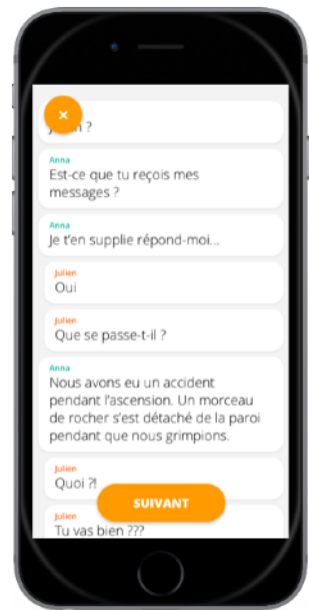 ?
Anna
Est-ce que tu reçois mes
messages ?
Anna
Je t'en supplie répond-moi...
Julien
Oui
Julien
Que se passe-t-il ?
Anna
Nous avons eu un accident
pendant l'ascension. Un morceau
de rocher s'est détaché de la paroi
pendant que nous grimpions.
Julien
Quoi ?!
SUIVANT
Julien
Tu vas bien ???